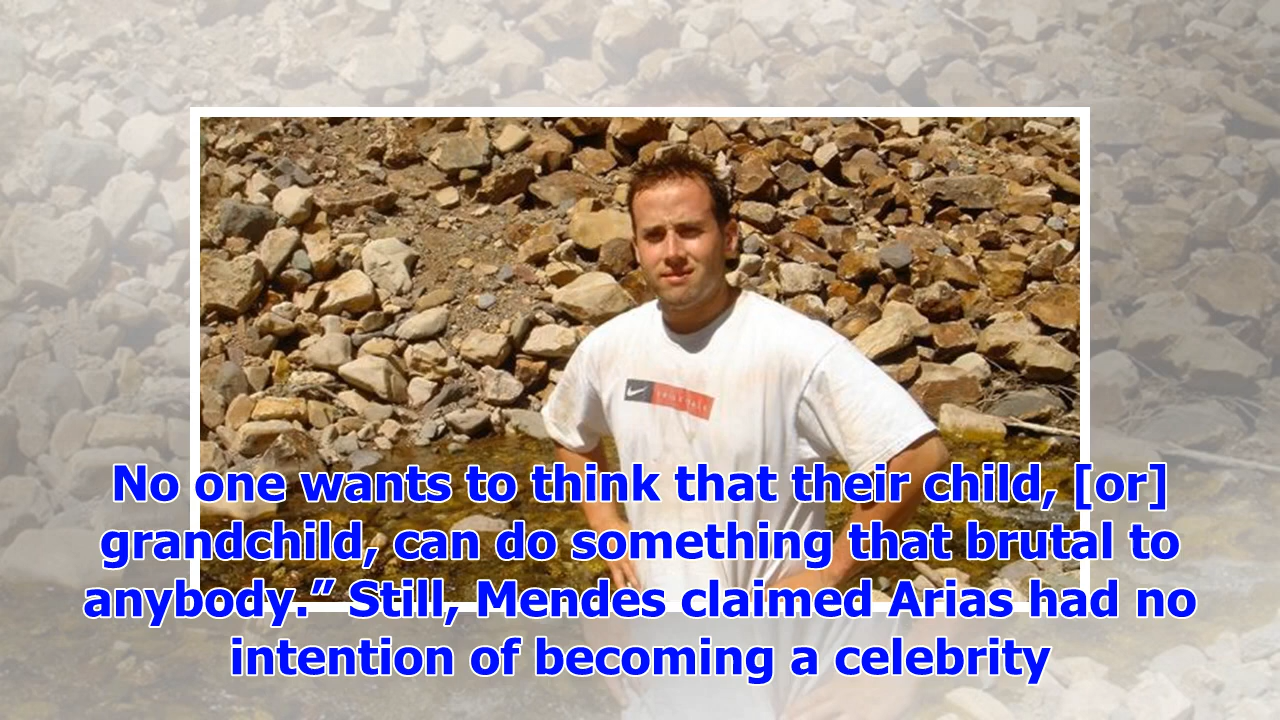 No one wants to think that their child, [or]
grandchild, can do something that brutal to
anybody.” Still, Mendes claimed Arias had no
intention of becoming a celebrity